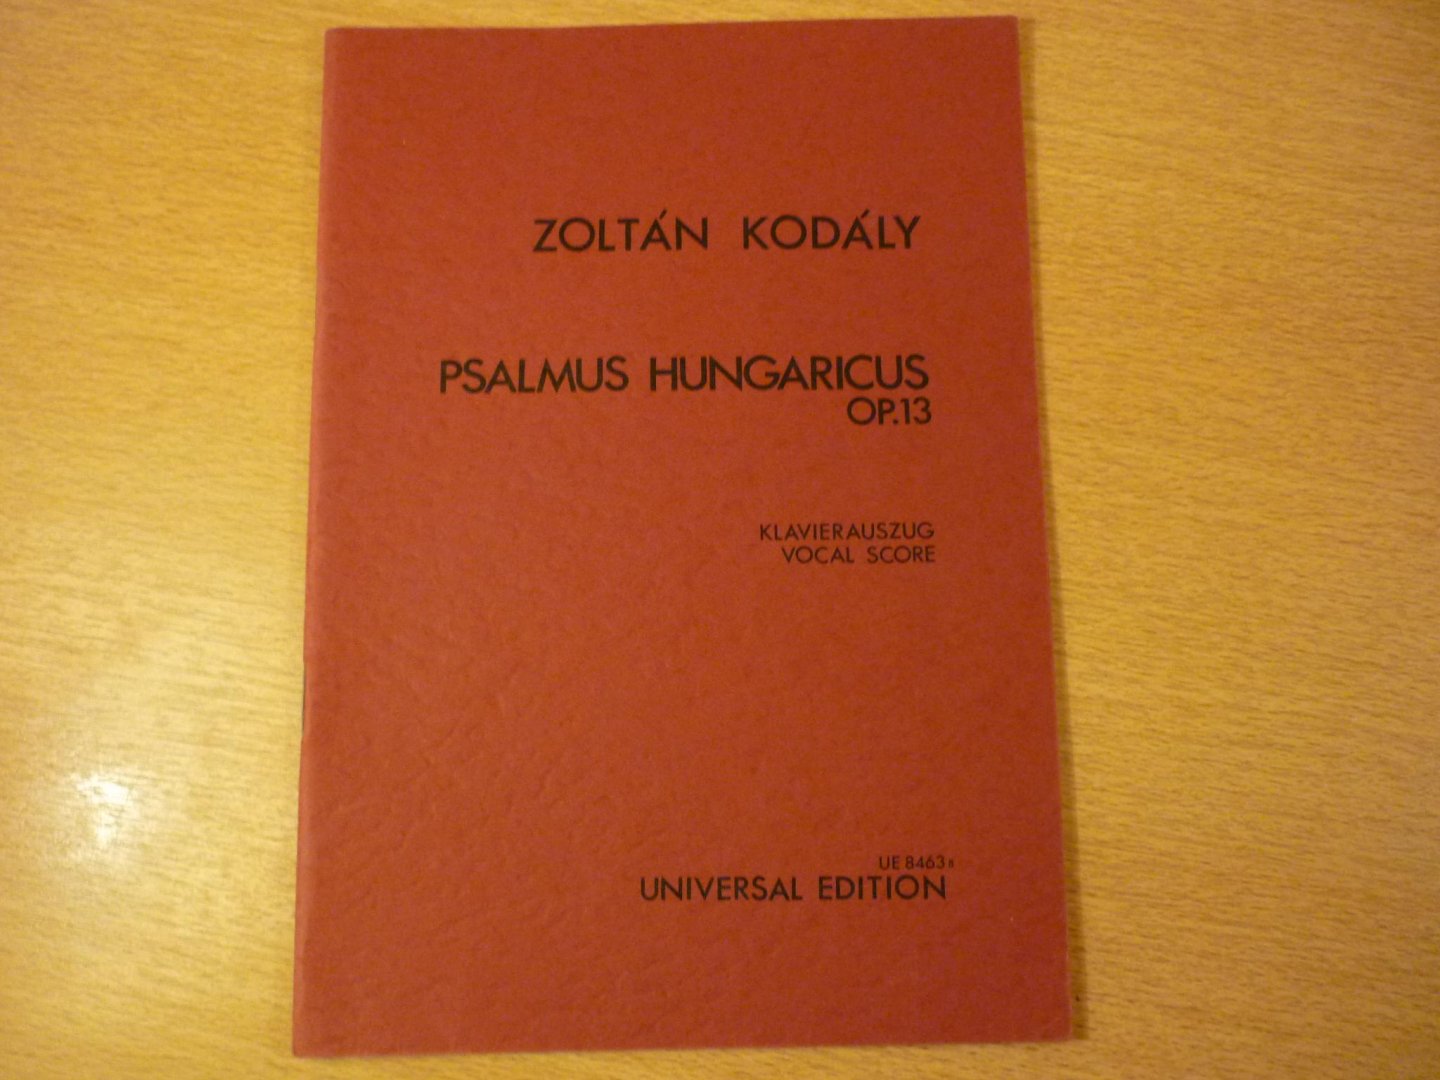 ZOLTÁN KODÁLY
PSALMUS HUNGARICUS
OP.13
KLAVIERAUSZUG
VOCAL SCORE
UE 8463
UNIVERSAL EDITION